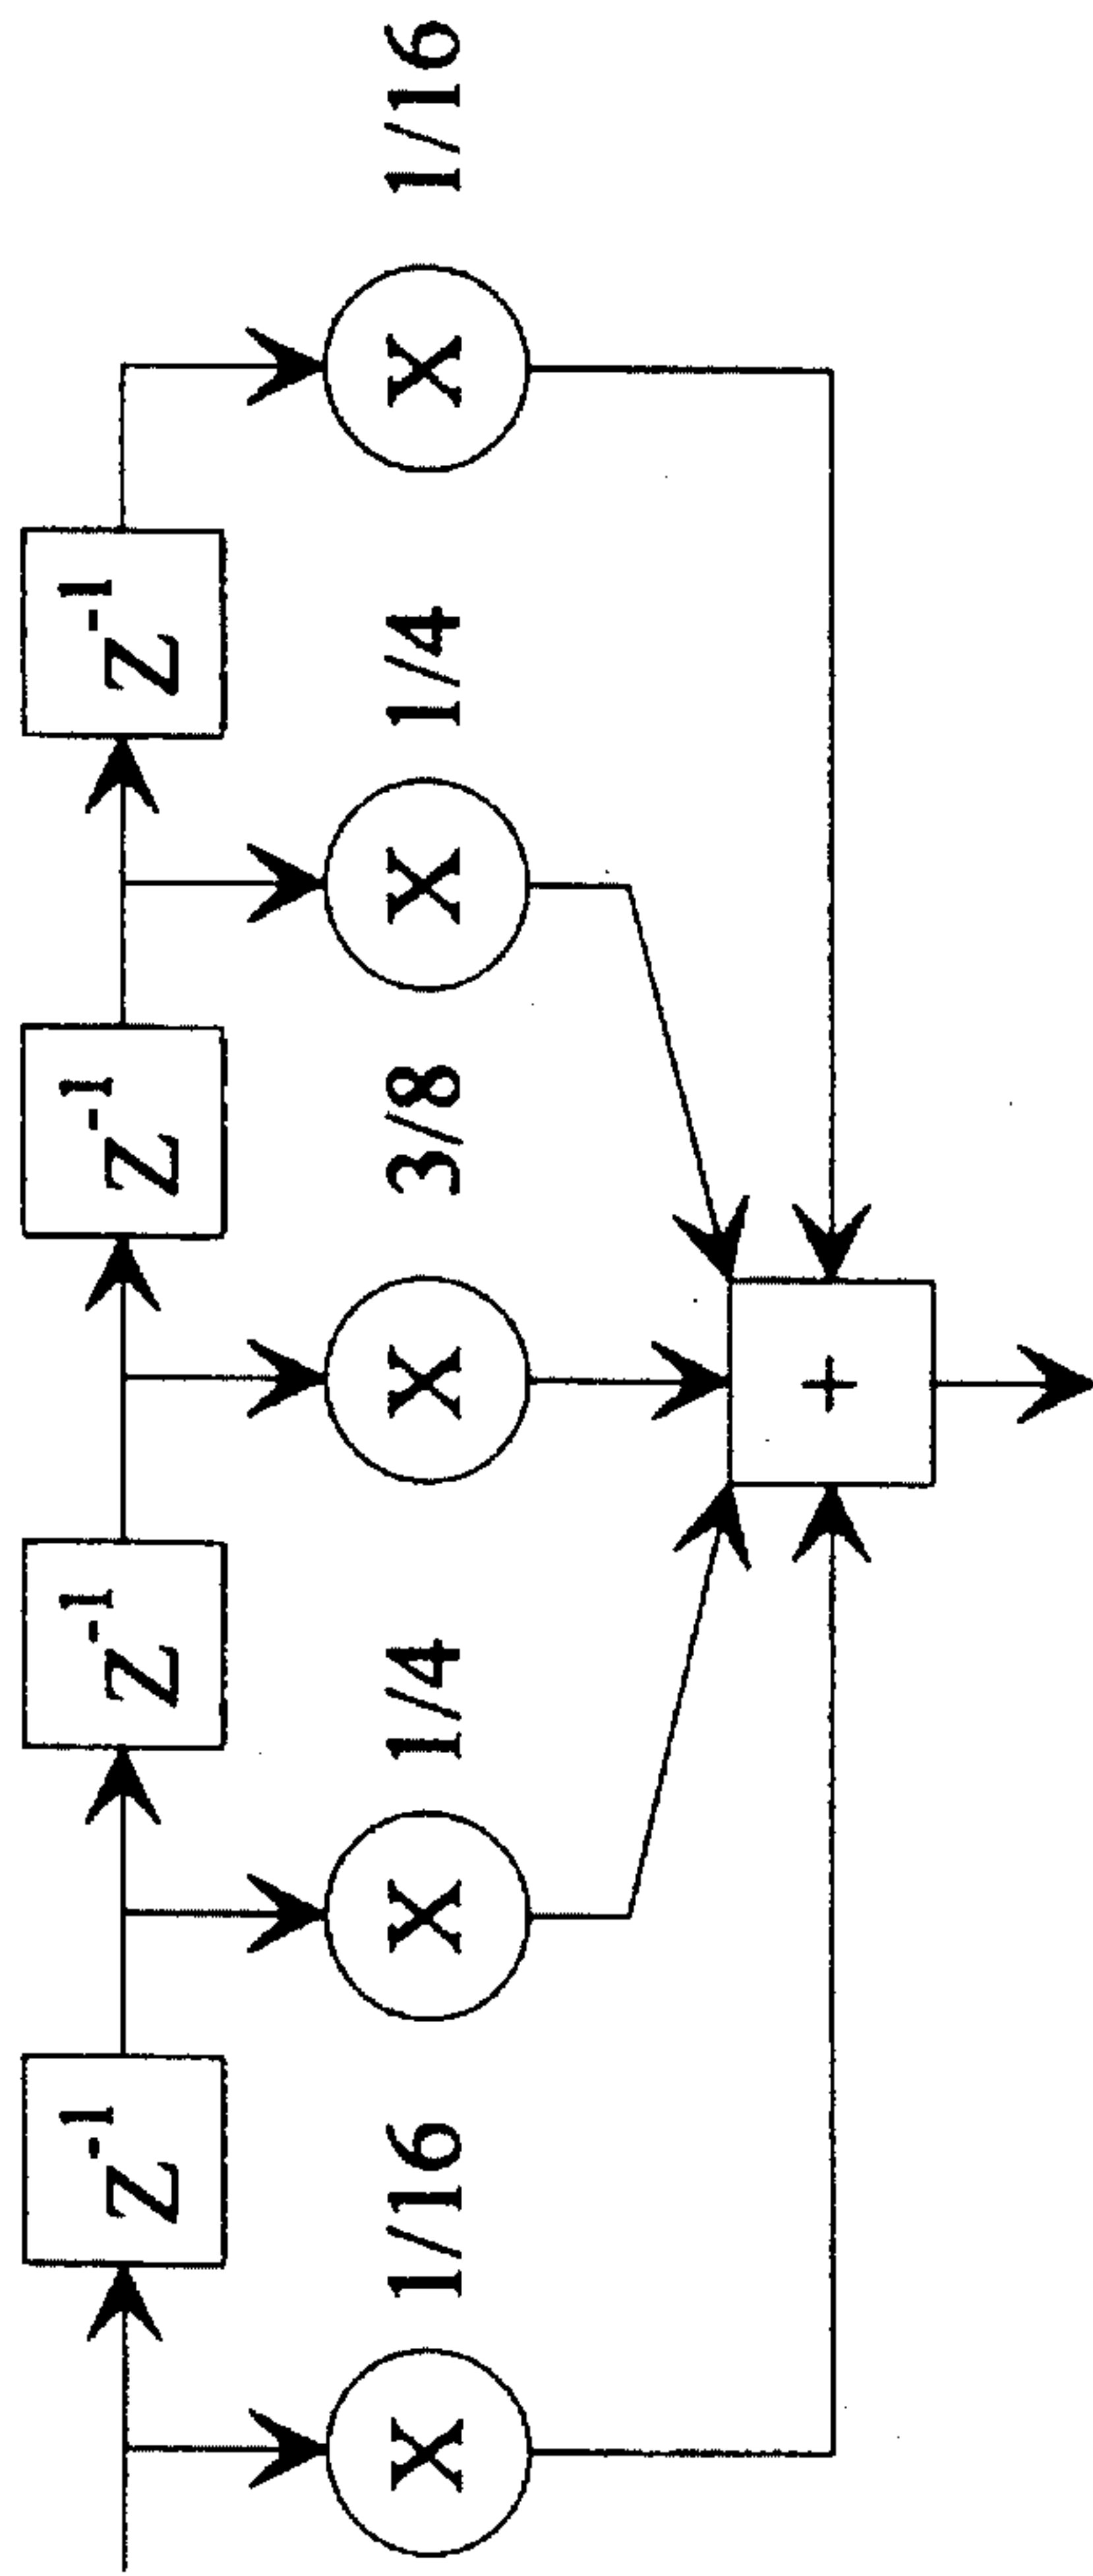 Z⁻¹ Z⁻¹ Z⁻¹ Z⁻¹
X 1/16 X 1/4 X 3/8 X 1/4 X 1/16
+